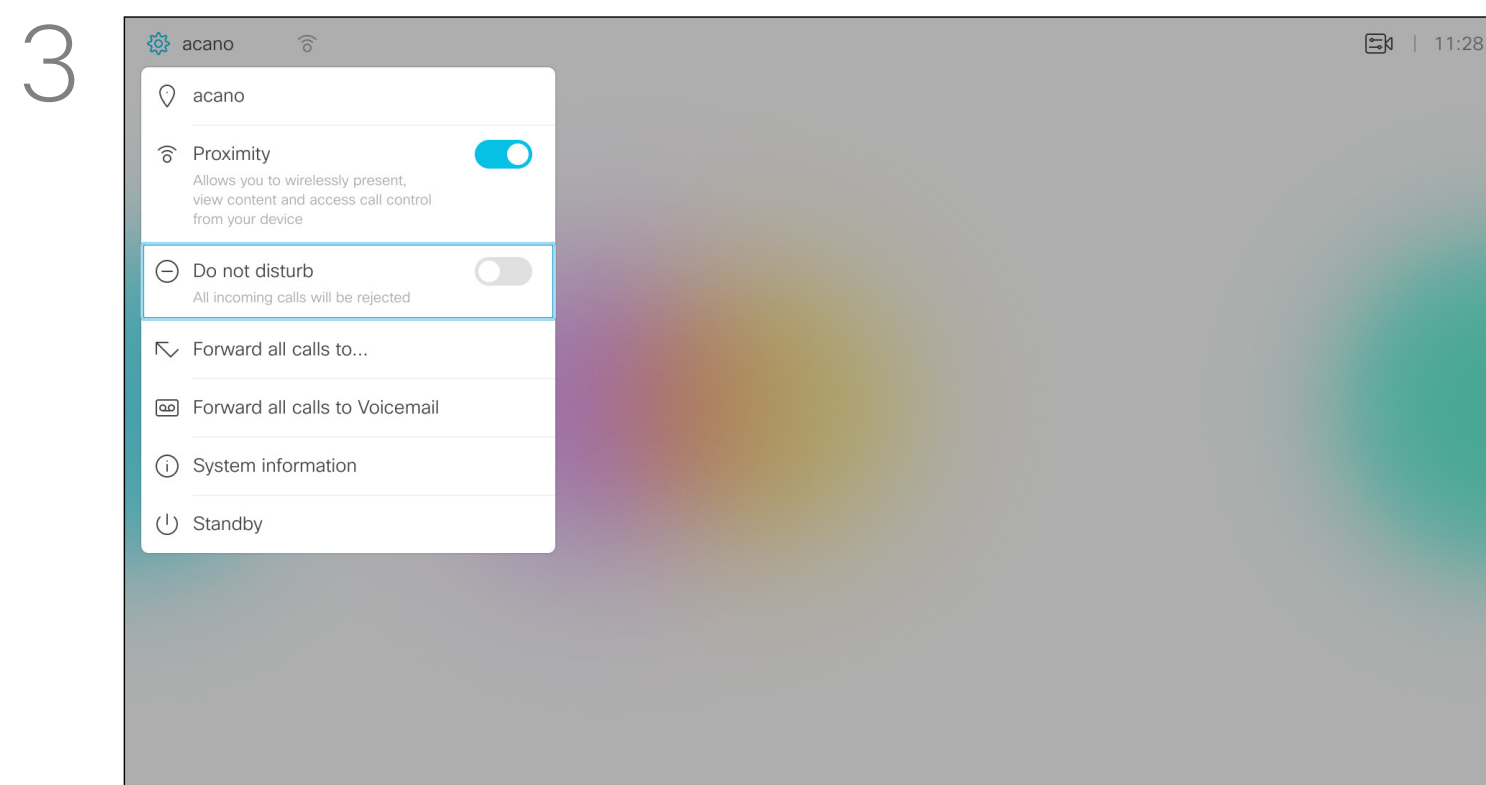 3
acano
11:28
acano
Proximity
Allows you to wirelessly present,
view content and access call control
from your device
Do not disturb
All incoming calls will be rejected
Forward all calls to...
Forward all calls to Voicemail
System information
Standby